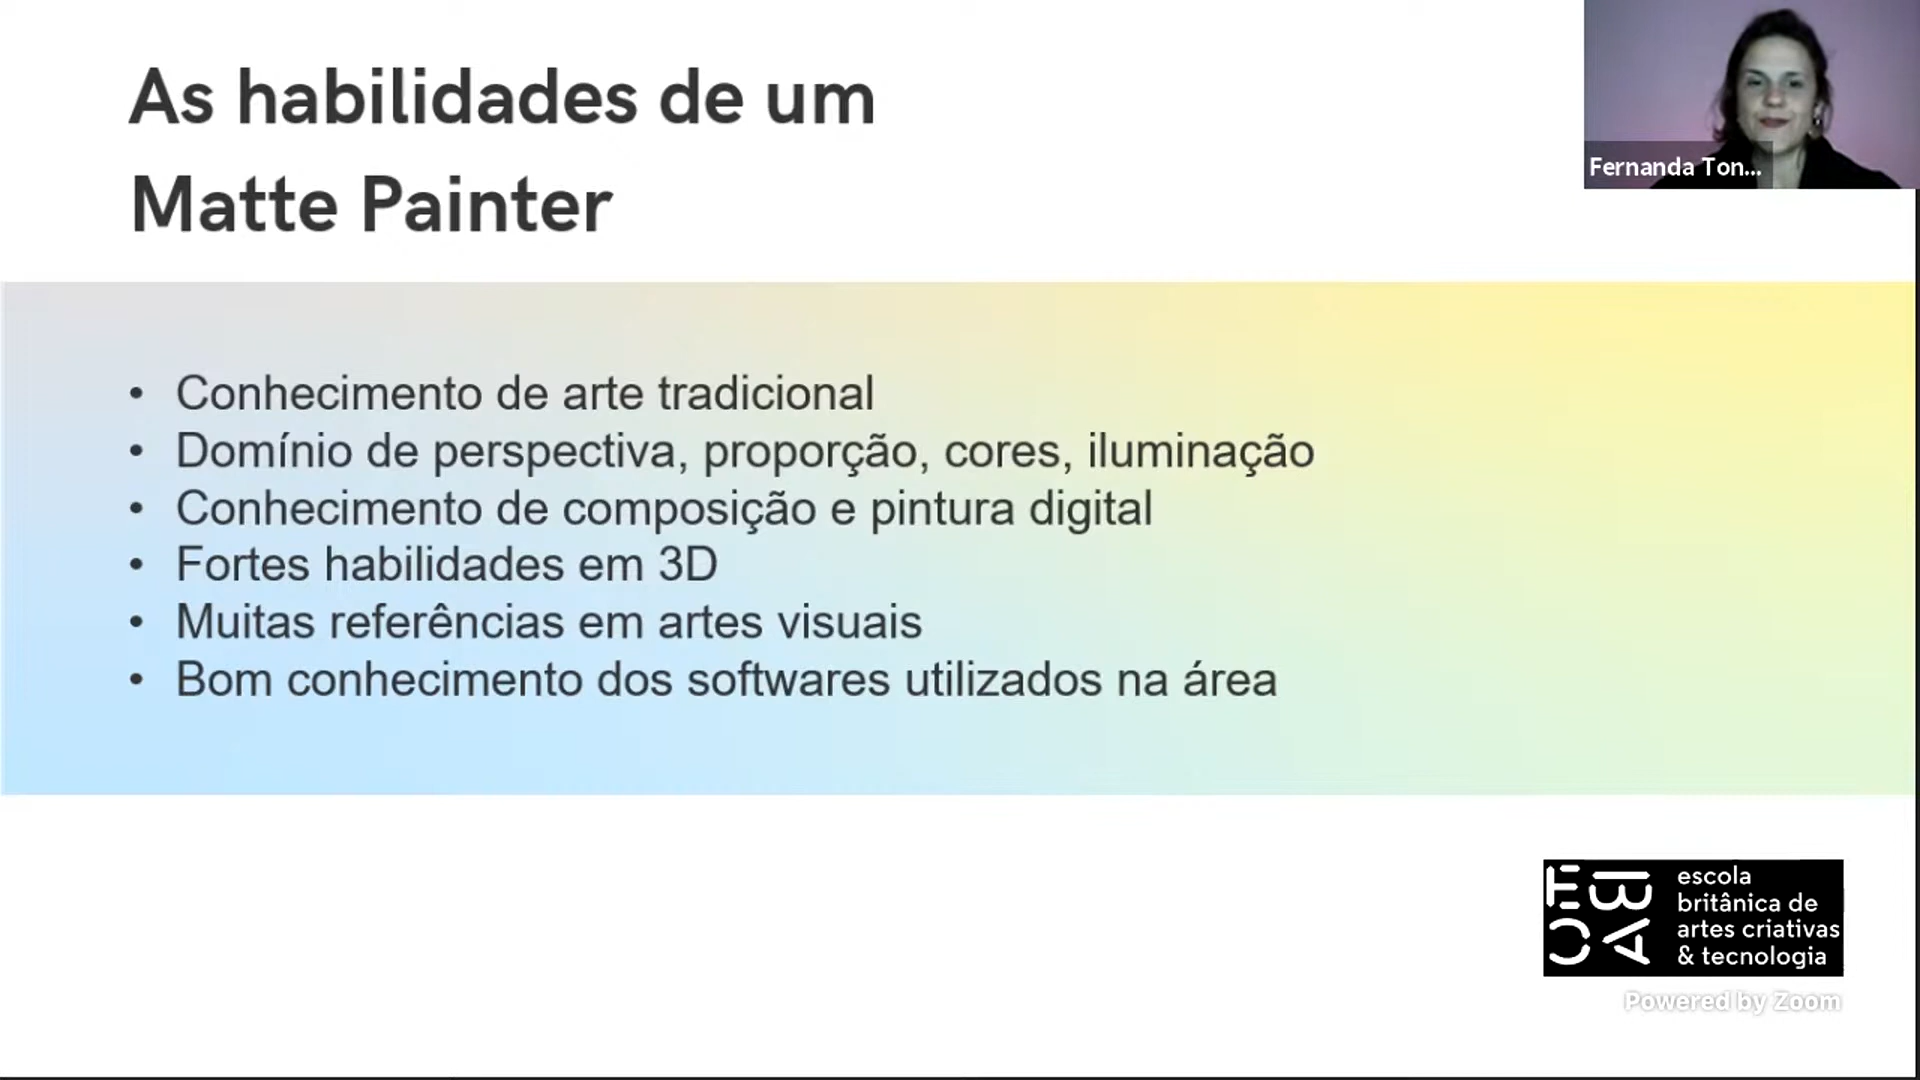 As habilidades de um
Matte Painter
Fernanda Ton...
• Conhecimento de arte tradicional
• Domínio de perspectiva, proporção, cores, iluminação
• Conhecimento de composição e pintura digital
• Fortes habilidades em 3D
• Muitas referências em artes visuais
• Bom conhecimento dos softwares utilizados na área
EBAC
escola
britânica de
artes criativas
& tecnologia
Powered by Zoom